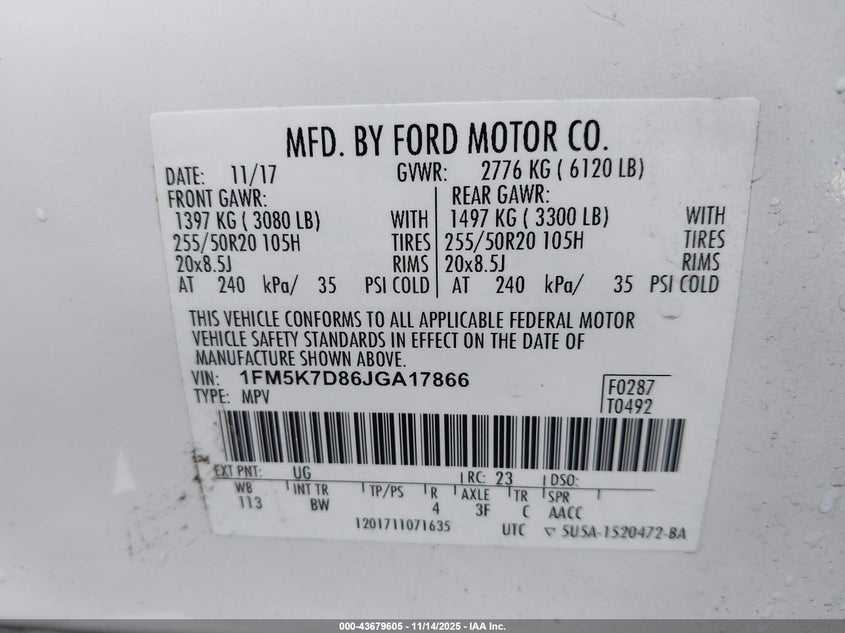 MFD. BY FORD MOTOR CO.
DATE: 11/17 GVWR: 2776 KG ( 6120 LB)
FRONT GAWR: REAR GAWR:
1397 KG ( 3080 LB) WITH 1497 KG ( 3300 LB) WITH
255/50R20 105H TIRES 255/50R20 105H TIRES
20x8.5J RIMS 20x8.5J RIMS
AT 240 kPa/ 35 PSI COLD AT 240 kPa/ 35 PSI COLD
THIS VEHICLE CONFORMS TO ALL APPLICABLE FEDERAL MOTOR
VEHICLE SAFETY STANDARDS IN EFFECT ON THE DATE OF
MANUFACTURE SHOWN ABOVE.
VIN: 1FM5K7D86JGA17866 F0287
TYPE: MPV T0492
EXT PNT: UG RC: 23 DSO:
WB INT TR TP/PS R AXLE TR SPR
113 BW 4 3F C AACC
1201711071635 UTC ▽ 5U5A-1520472-BA
000-43679605 - 11/14/2025 - IAA Inc.